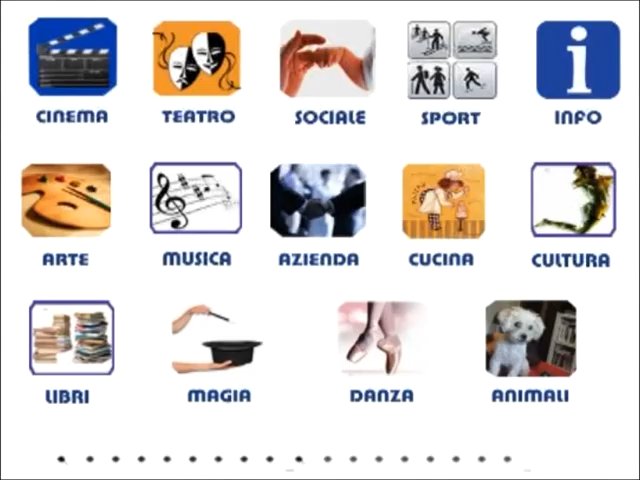 CINEMA TEATRO SOCIALE SPORT INFO
ARTE MUSICA AZIENDA CUCINA CULTURA
LIBRI MAGIA DANZA ANIMALI